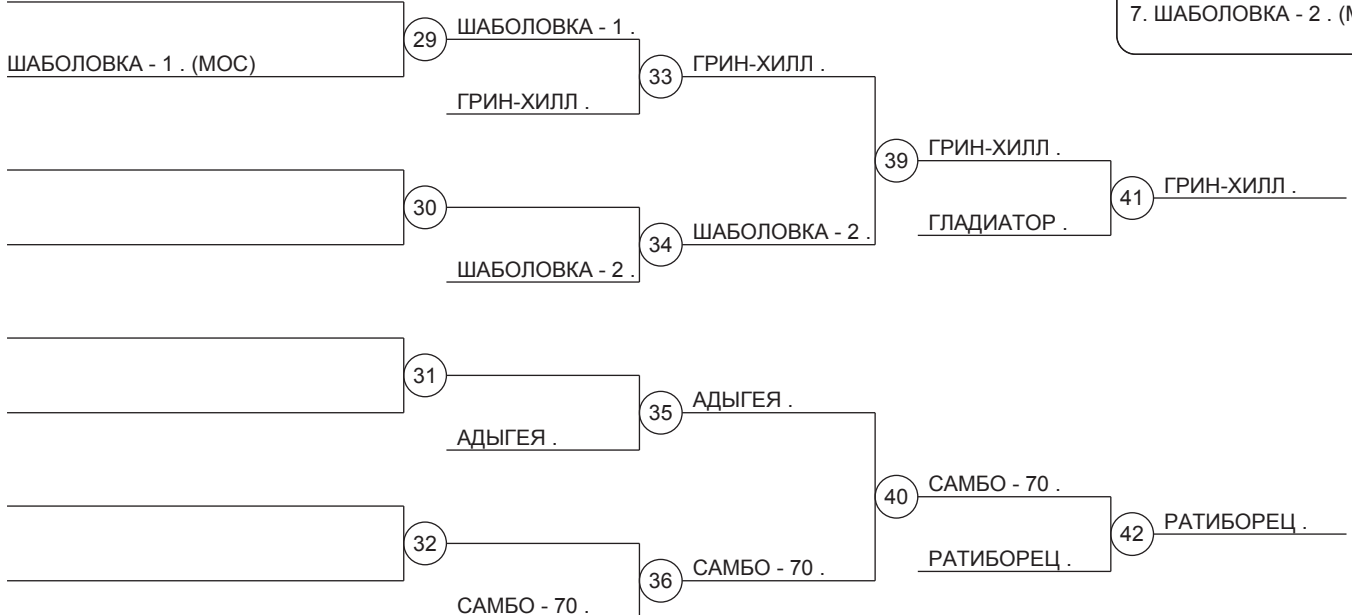 7. ШАБОЛОВКА - 2 . (
29
ШАБОЛОВКА - 1 .
ШАБОЛОВКА - 1 . (МОС)
33
ГРИН-ХИЛЛ .
ГРИН-ХИЛЛ .
39
ГРИН-ХИЛЛ .
41
ГРИН-ХИЛЛ .
30
34
ШАБОЛОВКА - 2 .
ГЛАДИАТОР .
ШАБОЛОВКА - 2 .
31
35
АДЫГЕЯ .
АДЫГЕЯ .
40
САМБО - 70 .
42
РАТИБОРЕЦ .
32
36
САМБО - 70 .
РАТИБОРЕЦ .
САМБО - 70 .